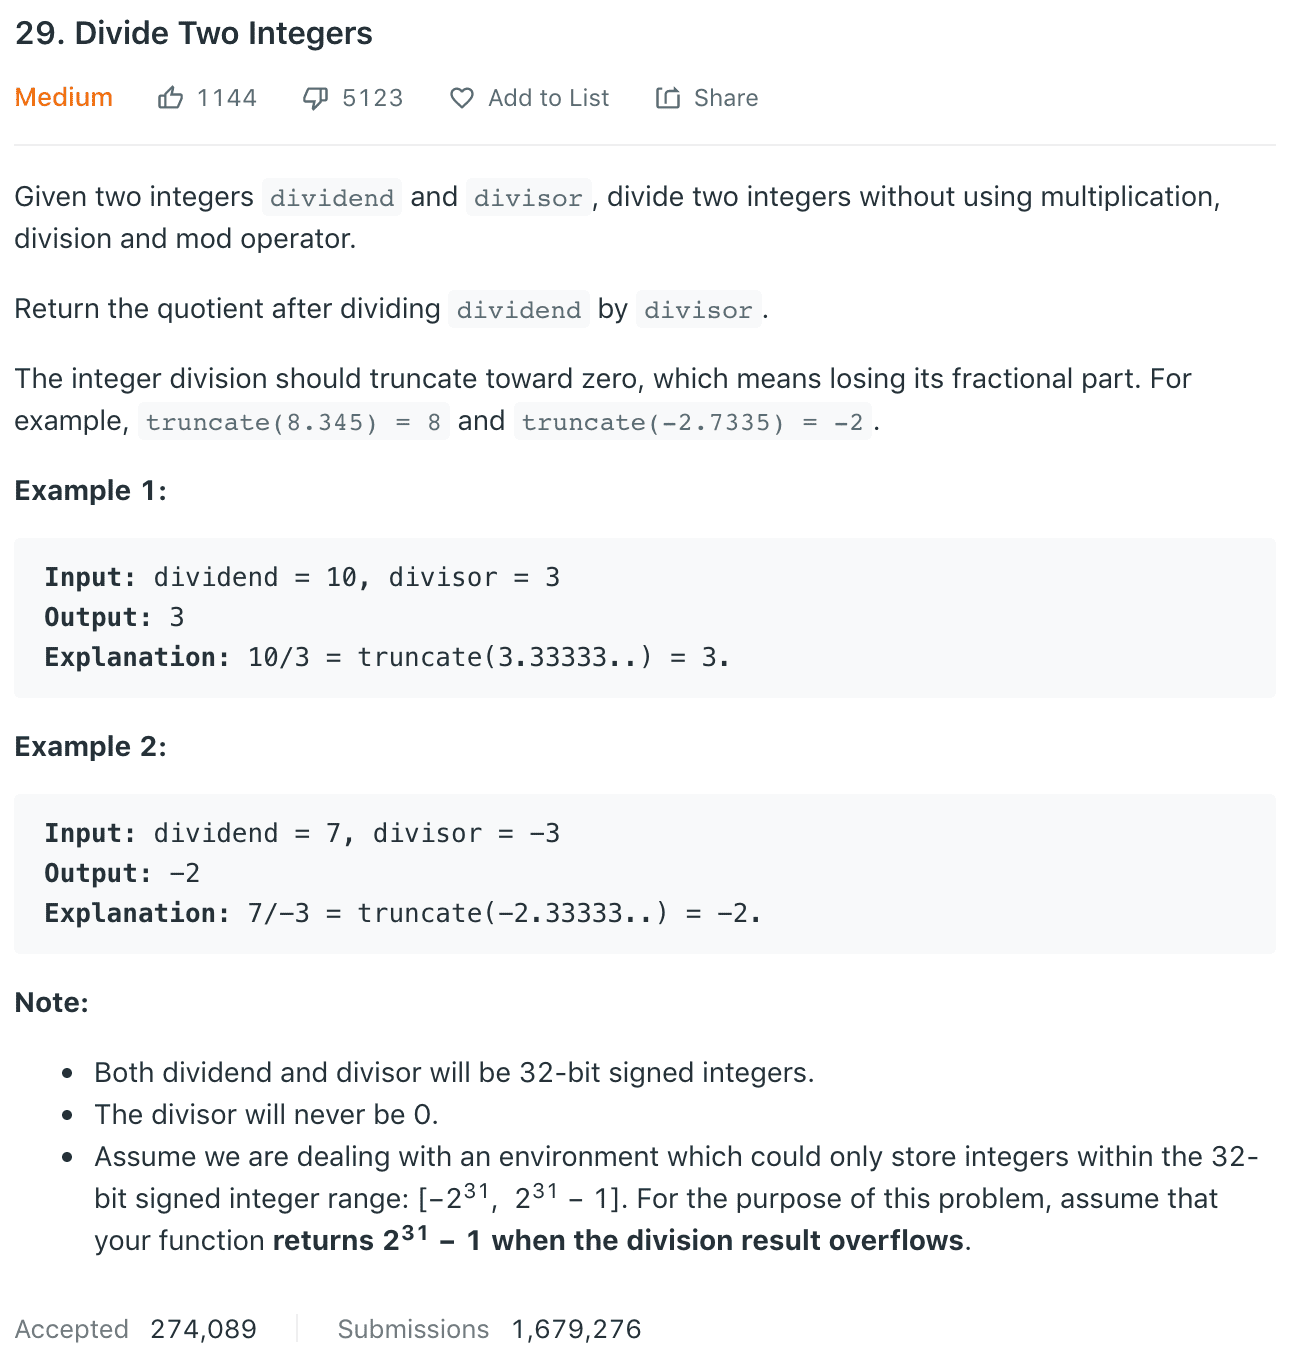 29. Divide Two Integers
Medium 1144 5123 Add to List Share
Given two integers dividend and divisor, divide two integers without using multiplication,
division and mod operator.
Return the quotient after dividing dividend by divisor.
The integer division should truncate toward zero, which means losing its fractional part. For
example, truncate(8.345) = 8 and truncate(-2.7335) = -2.
Example 1:
Input: dividend = 10, divisor = 3
Output: 3
Explanation: 10/3 = truncate(3.33333..) = 3.
Example 2:
Input: dividend = 7, divisor = -3
Output: -2
Explanation: 7/-3 = truncate(-2.33333..) = -2.
Note:
• Both dividend and divisor will be 32-bit signed integers.
• The divisor will never be 0.
• Assume we are dealing with an environment which could only store integers within the 32-
bit signed integer range: [−2³¹, 2³¹ − 1]. For the purpose of this problem, assume that
your function returns 2³¹ − 1 when the division result overflows.
Accepted 274,089 Submissions 1,679,276